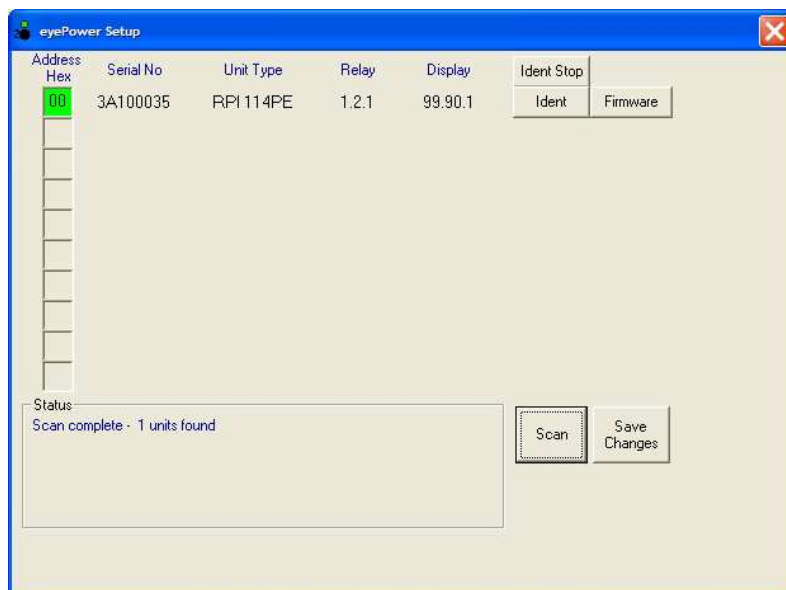 eyePower Setup
Address Hex Serial No Unit Type Relay Display Ident Stop
00 3A100035 RPI 114PE 1.2.1 99.90.1 Ident Firmware
Status
Scan complete - 1 units found
Scan Save Changes